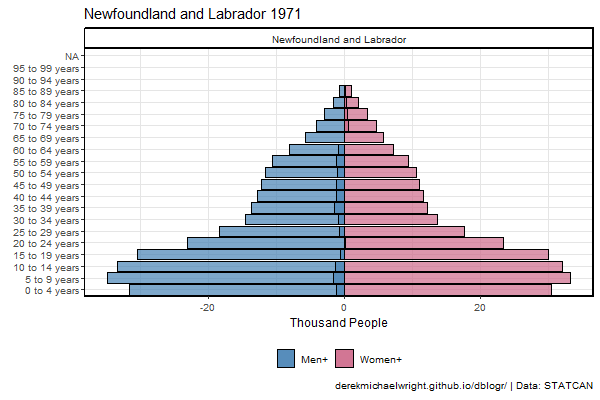 Newfoundland and Labrador 1971
Newfoundland and Labrador
NA
95 to 99 years
90 to 94 years
85 to 89 years
80 to 84 years
75 to 79 years
70 to 74 years
65 to 69 years
60 to 64 years
55 to 59 years
50 to 54 years
45 to 49 years
40 to 44 years
35 to 39 years
30 to 34 years
25 to 29 years
20 to 24 years
15 to 19 years
10 to 14 years
5 to 9 years
0 to 4 years
-20 0 20
Thousand People
Men+ Women+
derekmichaelwright.github.io/dblogr/ | Data: STATCAN